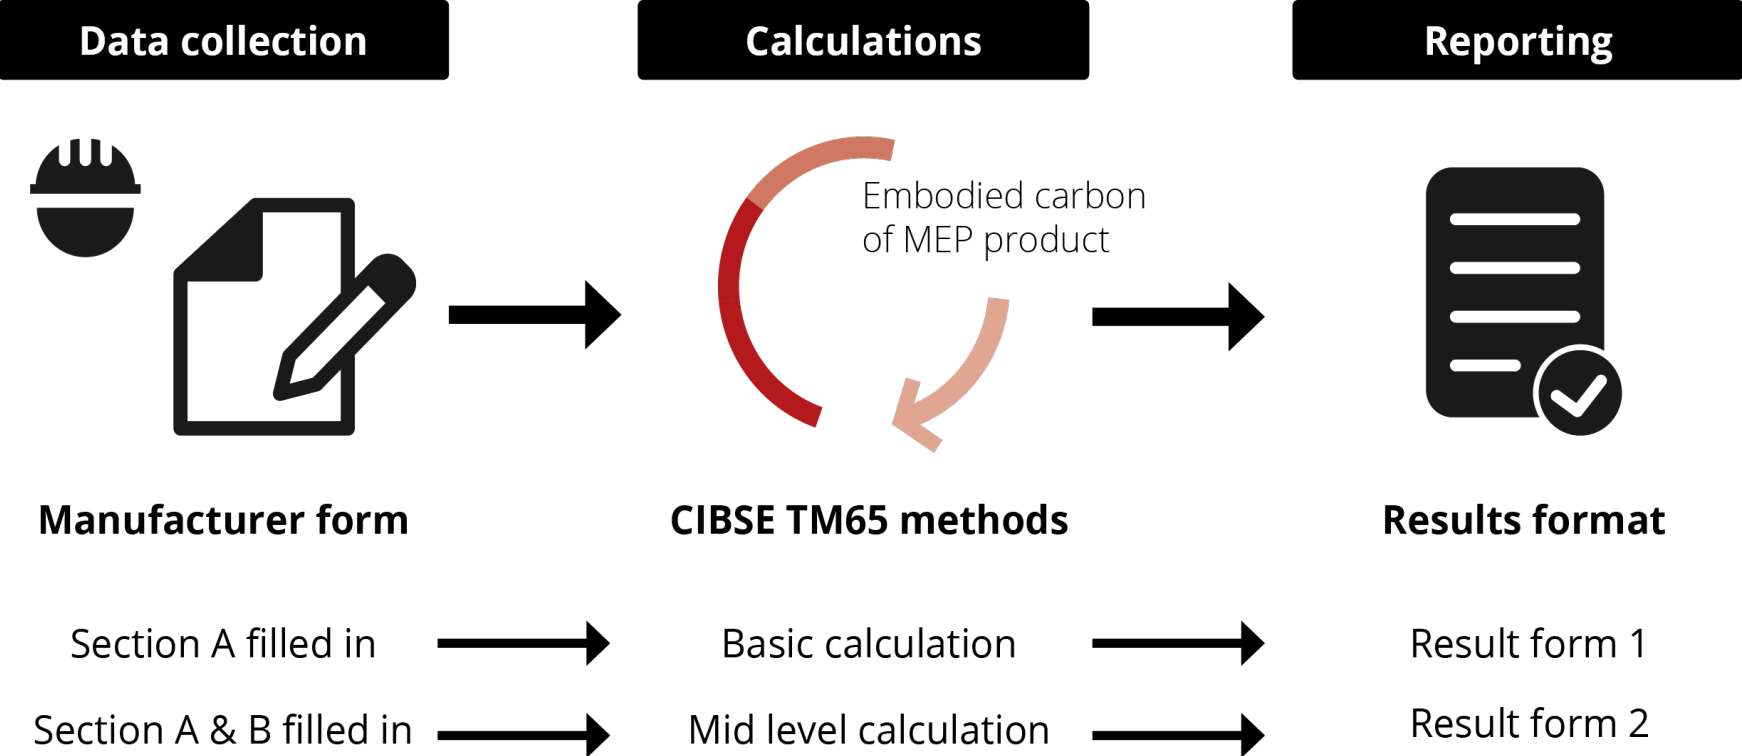 Data collection
Calculations
Reporting
Embodied carbon
of MEP product
Manufacturer form
CIBSE TM65 methods
Results format
Section A filled in
Basic calculation
Result form 1
Section A & B filled in
Mid level calculation
Result form 2